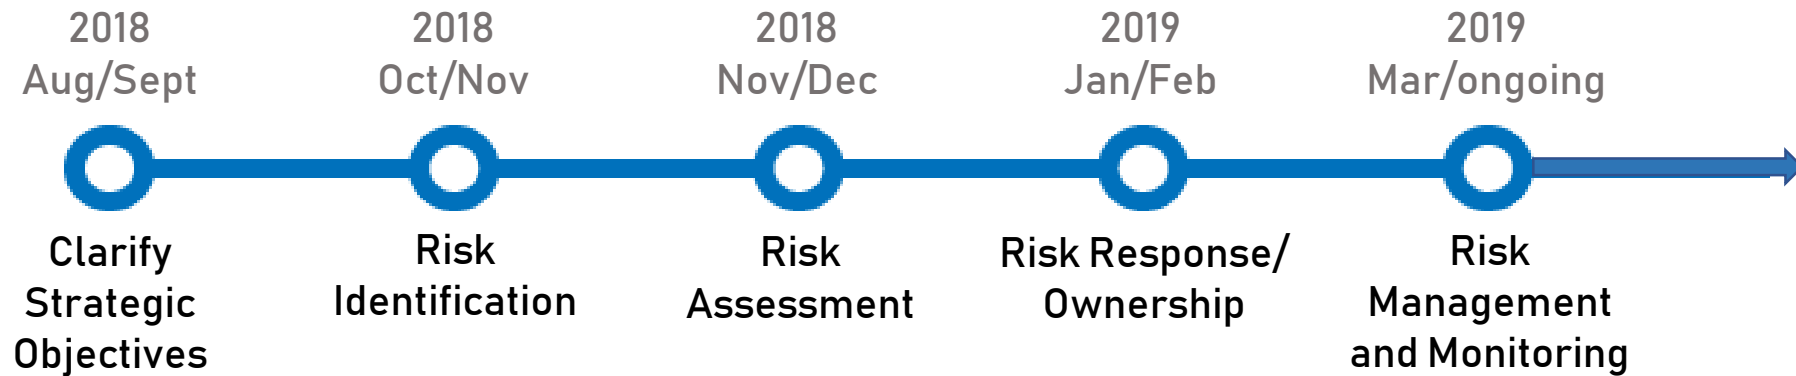 2018
Aug/Sept
2018
Oct/Nov
2018
Nov/Dec
2019
Jan/Feb
2019
Mar/ongoing
Clarify
Strategic
Objectives
Risk
Identification
Risk
Assessment
Risk Response/
Ownership
Risk
Management
and Monitoring